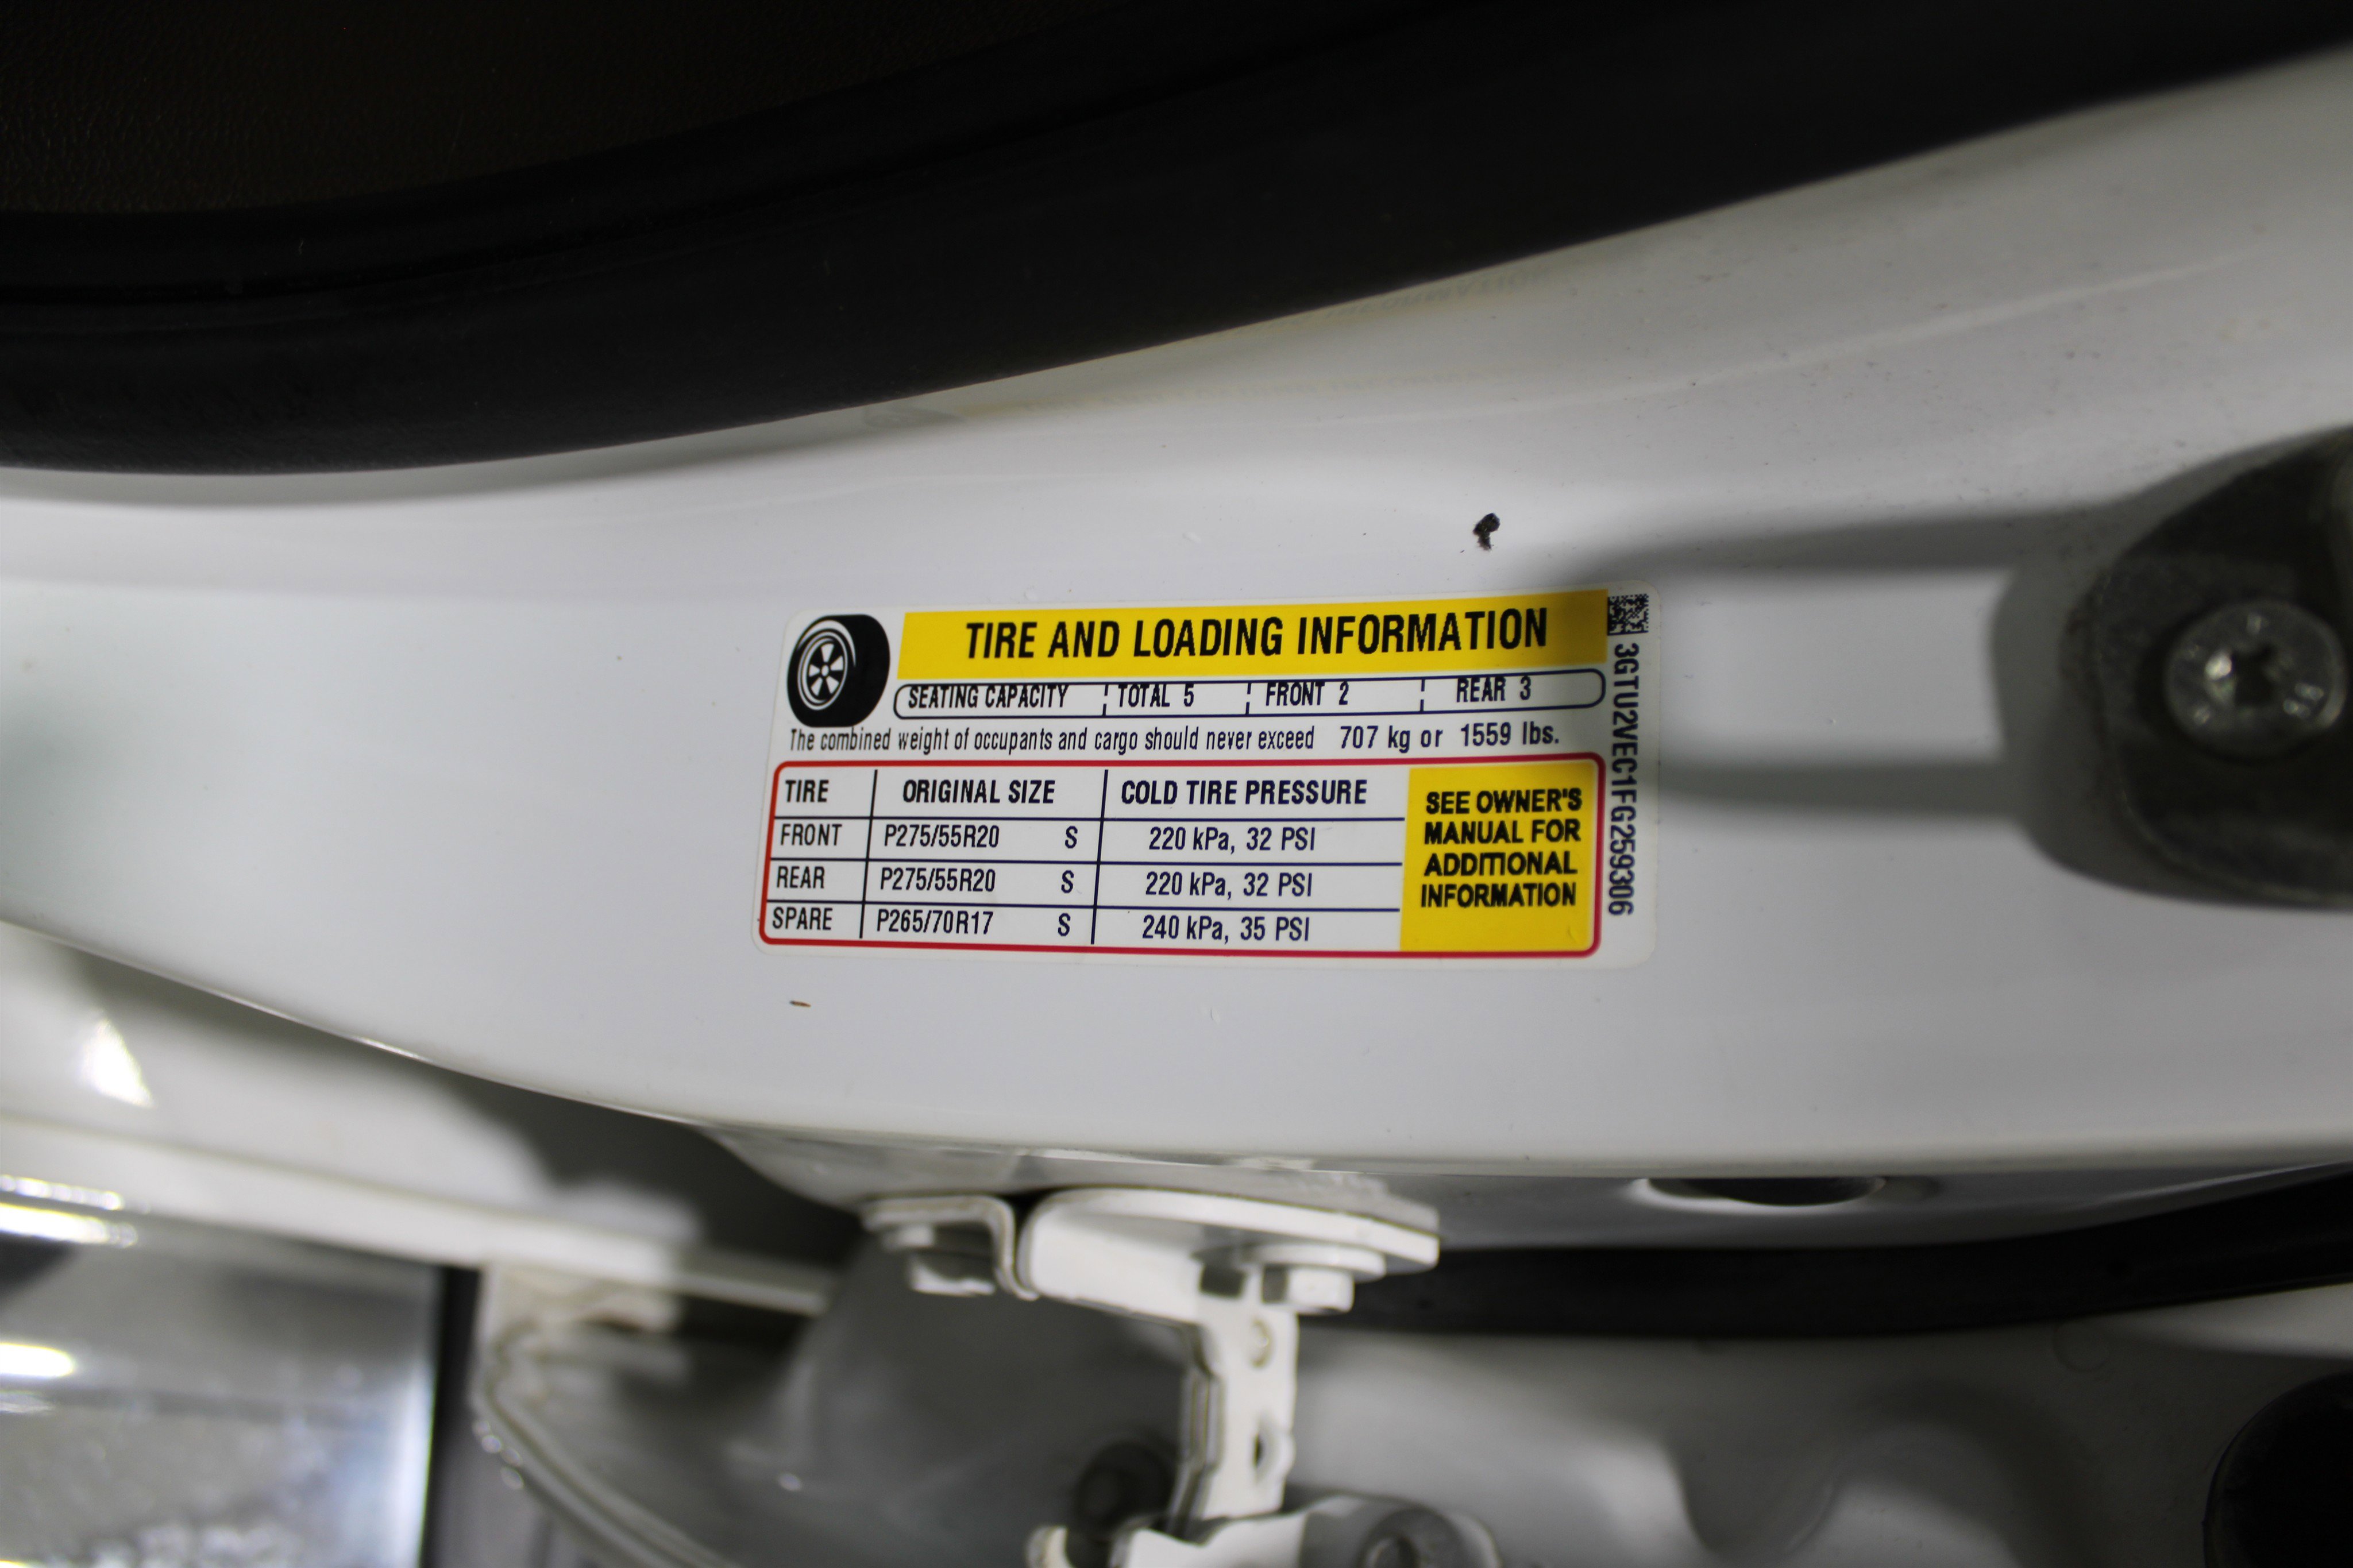 TIRE AND LOADING INFORMATION
SEATING CAPACITY TOTAL 5 FRONT 2 REAR 3
The combined weight of occupants and cargo should never exceed 707 kg or 1559 lbs.
TIRE ORIGINAL SIZE COLD TIRE PRESSURE
FRONT P275/55R20 S 220 kPa, 32 PSI
REAR P275/55R20 S 220 kPa, 32 PSI
SPARE P265/70R17 S 240 kPa, 35 PSI
SEE OWNER'S
MANUAL FOR
ADDITIONAL
INFORMATION
3GTU2VEC1FG259306